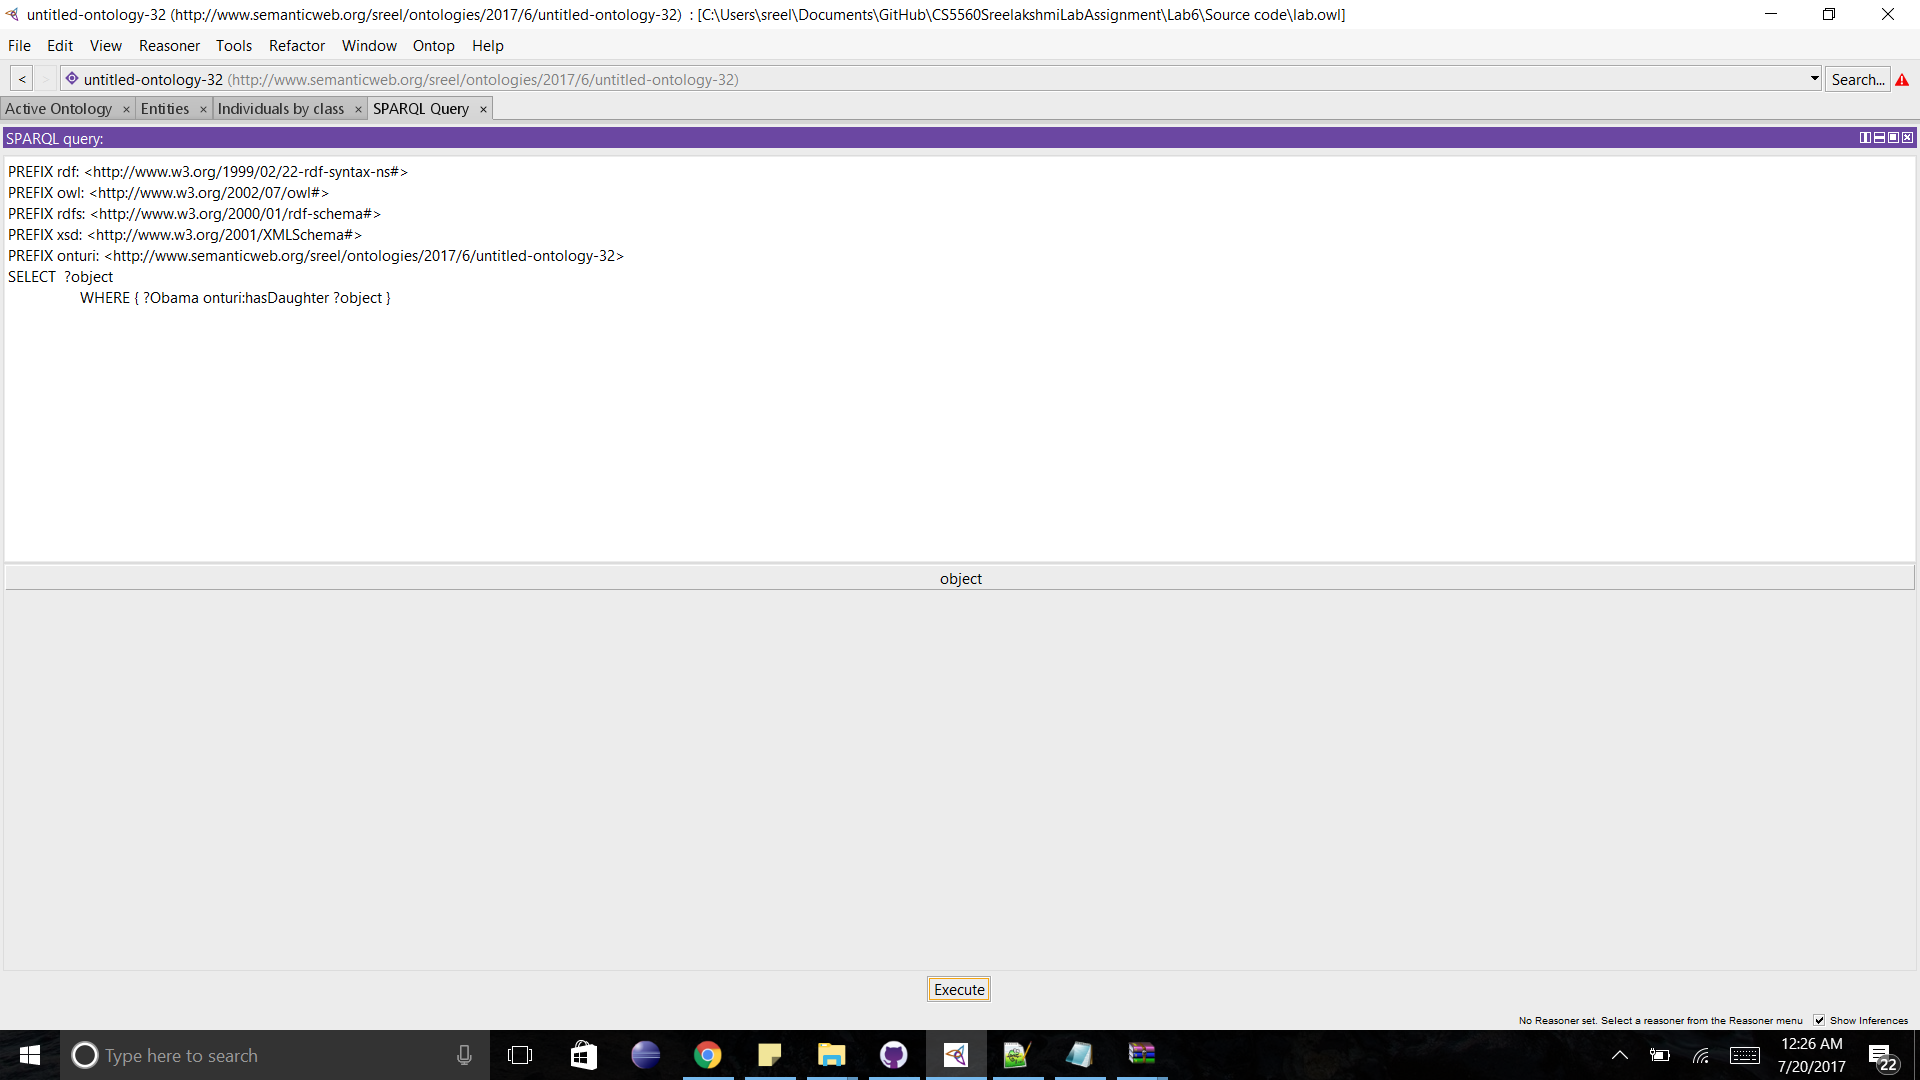 untitled-ontology-32 (http://www.semanticweb.org/sreel/ontologies/2017/6/untitled-ontology-32) : [C:\Users\sreel\Documents\GitHub\CS5560SreelakshmiLabAssignment\Lab6\Source code\lab.owl]
File Edit View Reasoner Tools Refactor Window Ontop Help
< > untitled-ontology-32 (http://www.semanticweb.org/sreel/ontologies/2017/6/untitled-ontology-32) Search...
Active Ontology × Entities × Individuals by class × SPARQL Query ×
SPARQL query:
PREFIX rdf: <http://www.w3.org/1999/02/22-rdf-syntax-ns#>
PREFIX owl: <http://www.w3.org/2002/07/owl#>
PREFIX rdfs: <http://www.w3.org/2000/01/rdf-schema#>
PREFIX xsd: <http://www.w3.org/2001/XMLSchema#>
PREFIX onturi: <http://www.semanticweb.org/sreel/ontologies/2017/6/untitled-ontology-32>
SELECT ?object
WHERE { ?Obama onturi:hasDaughter ?object }
object
Execute
No Reasoner set. Select a reasoner from the Reasoner menu Show Inferences
Type here to search
12:26 AM
7/20/2017
22